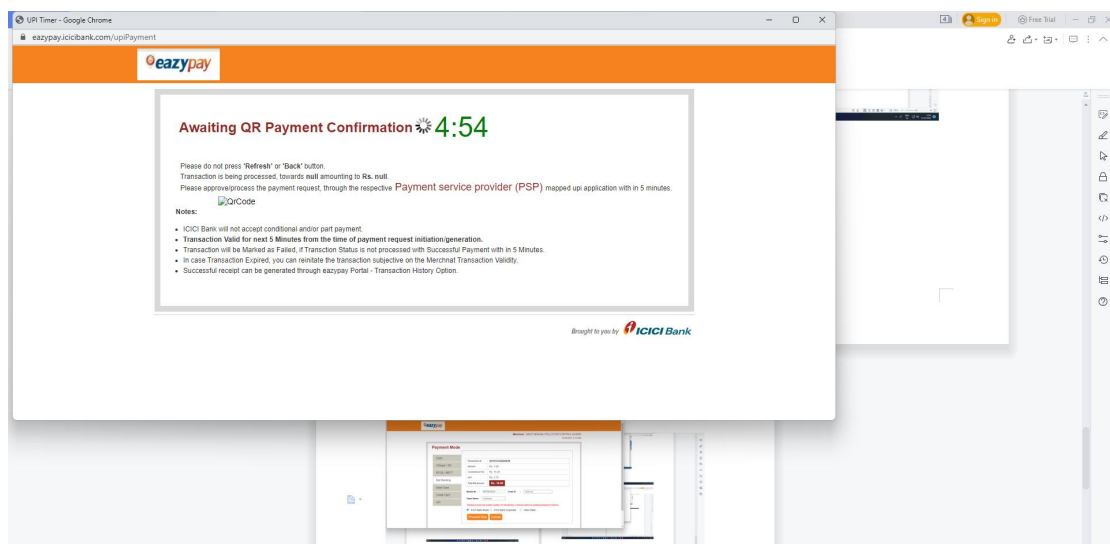 UPI Timer - Google Chrome
eazypay.icicibank.com/upiPayment
eazypay
Awaiting QR Payment Confirmation 4:54
Please do not press 'Refresh' or 'Back' button.
Transaction is being processed, towards null amounting to Rs. null.
Please approve/process the payment request, through the respective Payment service provider (PSP) mapped upi application with in 5 minutes.
QrCode
Notes:
ICICI Bank will not accept conditional and/or part payment.
Transaction Valid for next 5 Minutes from the time of payment request initiation/generation.
Transaction will be Marked as Failed, if Transction Status is not processed with Successful Payment with in 5 Minutes.
In case Transaction Expired, you can reinitate the transaction subjective on the Merchnat Transaction Validity.
Successful receipt can be generated through eazypay Portal - Transaction History Option.
Brought to you by ICICI Bank
4
Sign in
Free Trial
eazypay
Payment Mode